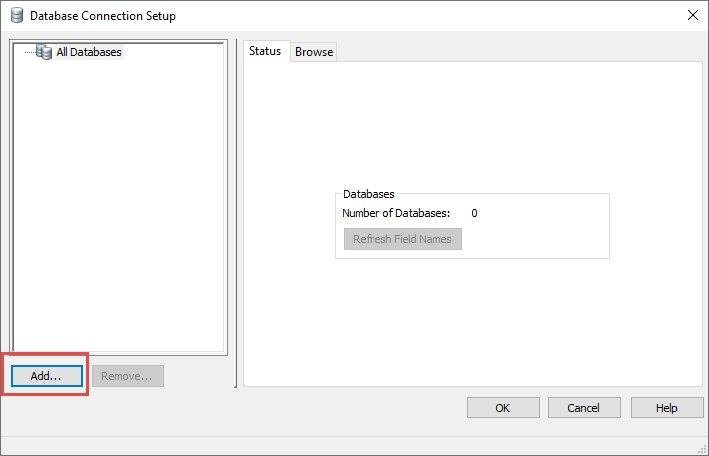 Database Connection Setup
All Databases
Status
Browse
Databases
Number of Databases: 0
Refresh Field Names
Add...
Remove...
OK
Cancel
Help